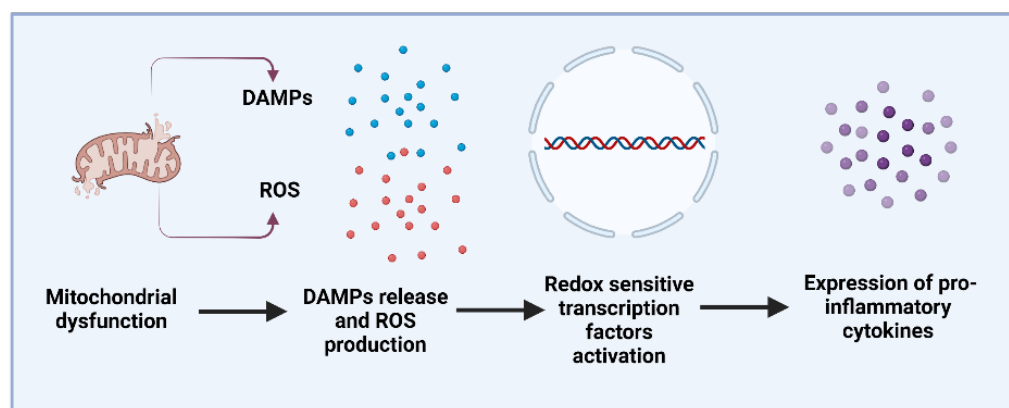 DAMPs
ROS
Mitochondrial
dysfunction
DAMPs release
and ROS
production
Redox sensitive
transcription
factors
activation
Expression of pro-
inflammatory
cytokines